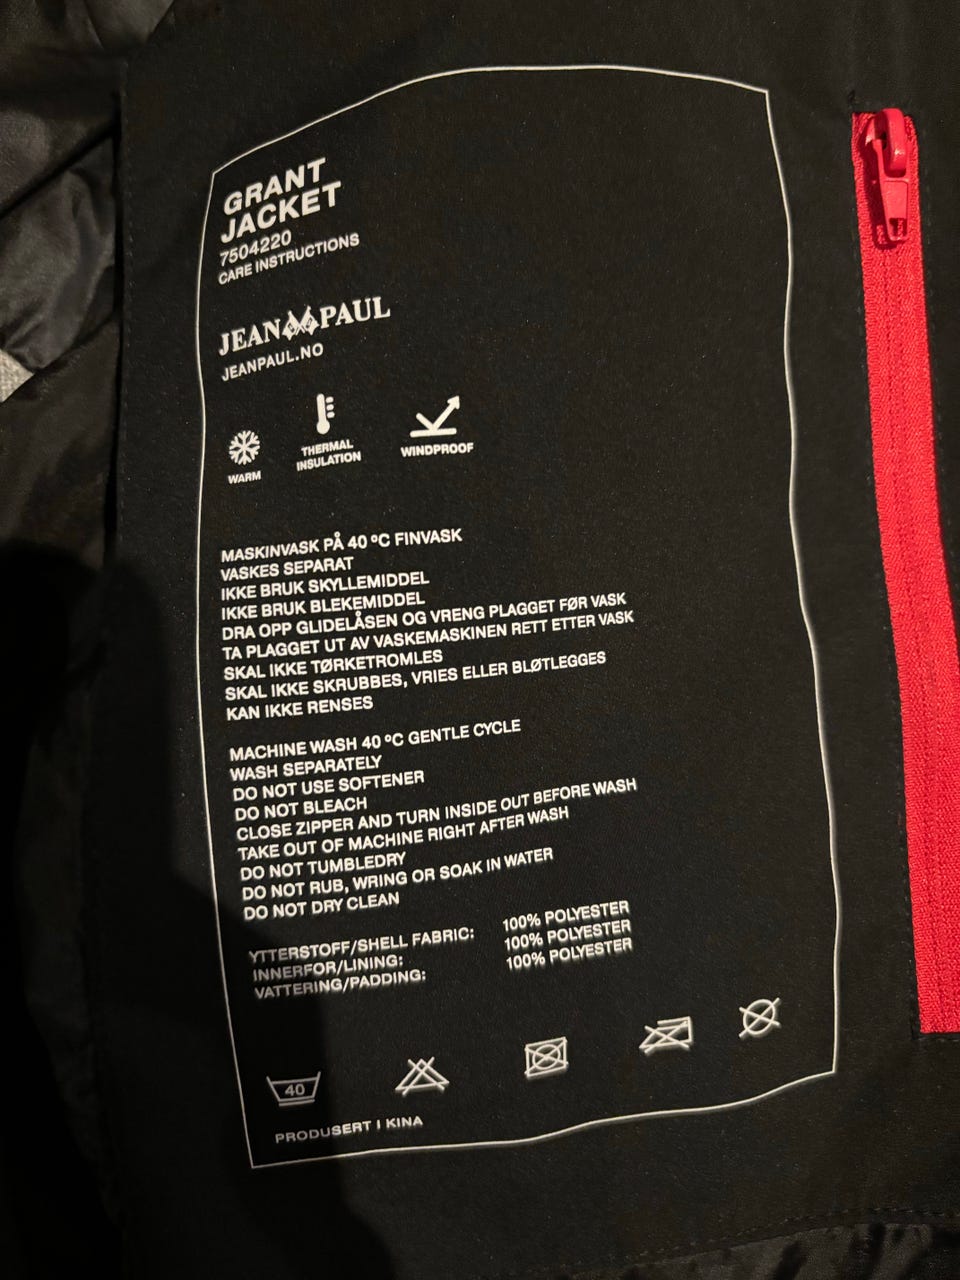 GRANT
JACKET
7504220
CARE INSTRUCTIONS
JEAN PAUL
JEANPAUL.NO
WARM
THERMAL
INSULATION
WINDPROOF
MASKINVASK PÅ 40 ºC FINVASK
VASKES SEPARAT
IKKE BRUK SKYLLEMIDDEL
IKKE BRUK BLEKEMIDDEL
DRA OPP GLIDELÅSEN OG VRENG PLAGGET FØR VASK
TA PLAGGET UT AV VASKEMASKINEN RETT ETTER VASK
SKAL IKKE TØRKETROMLES
SKAL IKKE SKRUBBES, VRIES ELLER BLØTLEGGES
KAN IKKE RENSES
MACHINE WASH 40 ºC GENTLE CYCLE
WASH SEPARATELY
DO NOT USE SOFTENER
DO NOT BLEACH
CLOSE ZIPPER AND TURN INSIDE OUT BEFORE WASH
TAKE OUT OF MACHINE RIGHT AFTER WASH
DO NOT TUMBLEDRY
DO NOT RUB, WRING OR SOAK IN WATER
DO NOT DRY CLEAN
YTTERSTOFF/SHELL FABRIC: 100% POLYESTER
INNERFOR/LINING: 100% POLYESTER
VATTERING/PADDING: 100% POLYESTER
40
PRODUSERT I KINA